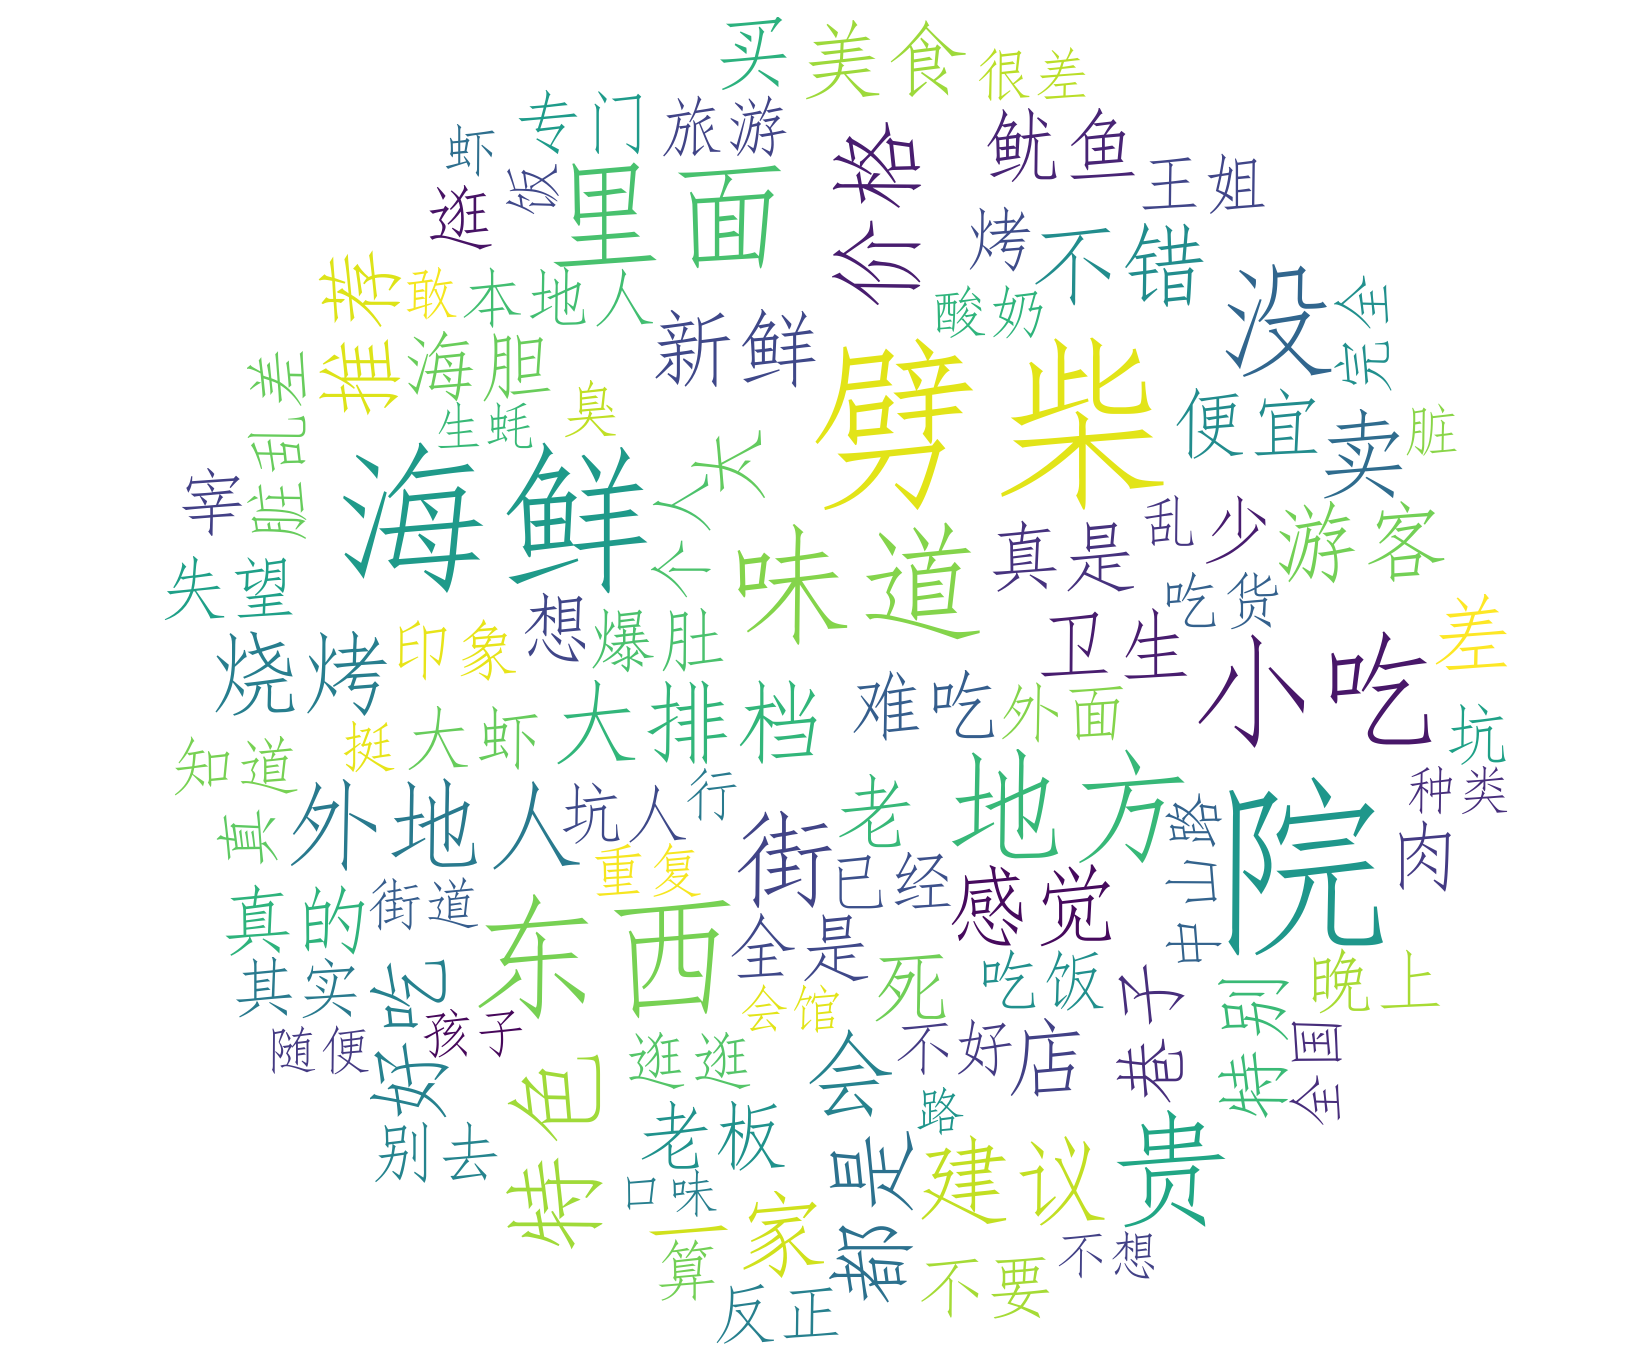 买
美食
很差
专门
旅游
虾
饭
逛
里面
价格
鱿鱼
王姐
烤
不错
推荐
敢
本地人
酸奶
没
完全
新鲜
海胆
生蚝
臭
脏乱差
劈柴
便宜
卖
脏
宰
海鲜
个人
大
味道
真是
乱
少
游客
失望
想
爆肚
吃货
卫生
小吃
差
烧烤
印象
难吃
外面
坑
知道
挺
大虾
大排档
行
种类
真
外地人
坑人
老
地方
中山路
院
肉
重复
街
已经
感觉
真的
街道
东西
全是
死
吃饭
晚上
其实
好吃
会馆
巷子
特别
全国
随便
孩子
特色
逛逛
会
不好
店
别去
老板
路
都是
建议
贵
口味
一家
算
不要
不想
反正